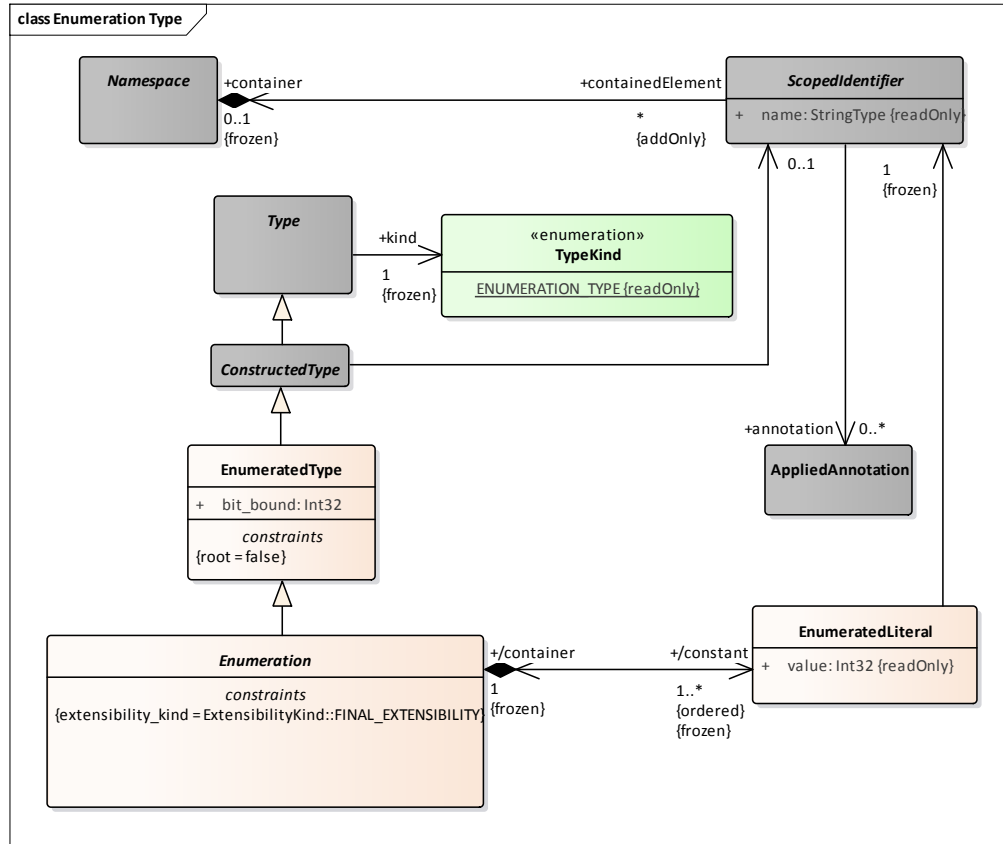 class Enumeration Type
Namespace
+container
0..1
{frozen}
+containedElement
*
{addOnly}
ScopedIdentifier
+ name: StringType {readOnly}
0..1
1
{frozen}
Type
+kind
1
{frozen}
«enumeration»
TypeKind
ENUMERATION_TYPE {readOnly}
ConstructedType
+annotation
0..*
AppliedAnnotation
EnumeratedType
+ bit_bound: Int32
constraints
{root = false}
Enumeration
constraints
{extensibility_kind = ExtensibilityKind::FINAL_EXTENSIBILITY}
+/container
1
{frozen}
+/constant
1..*
{ordered}
{frozen}
EnumeratedLiteral
+ value: Int32 {readOnly}